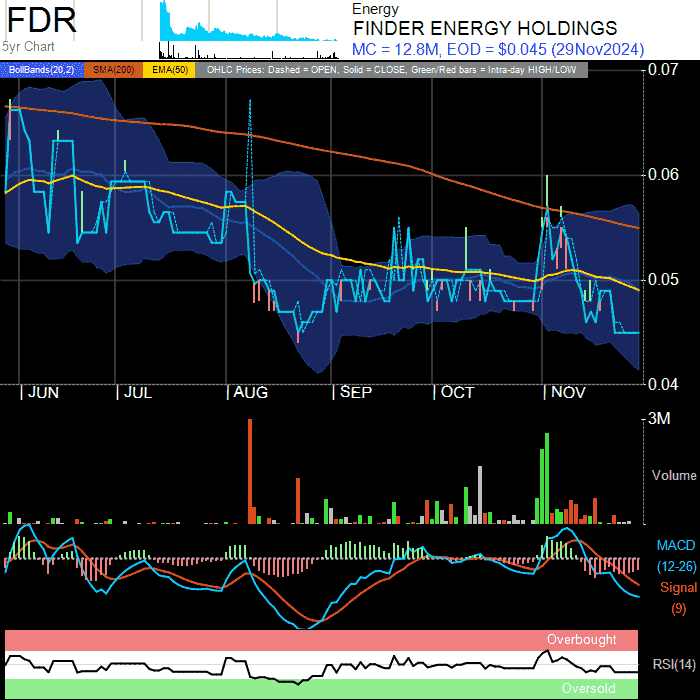 FDR
5yr Chart
Energy
FINDER ENERGY HOLDINGS
MC = 12.8M, EOD = $0.045 (29Nov2024)
BollBands(20,2) SMA(200) EMA(50) OHLC Prices: Dashed = OPEN, Solid = CLOSE, Green/Red bars = Intra-day HIGH/LOW
0.07
0.06
0.05
0.04
| JUN | JUL | AUG | SEP | OCT | NOV
3M
Volume
MACD
(12-26)
Signal
(9)
Overbought
RSI(14)
Oversold